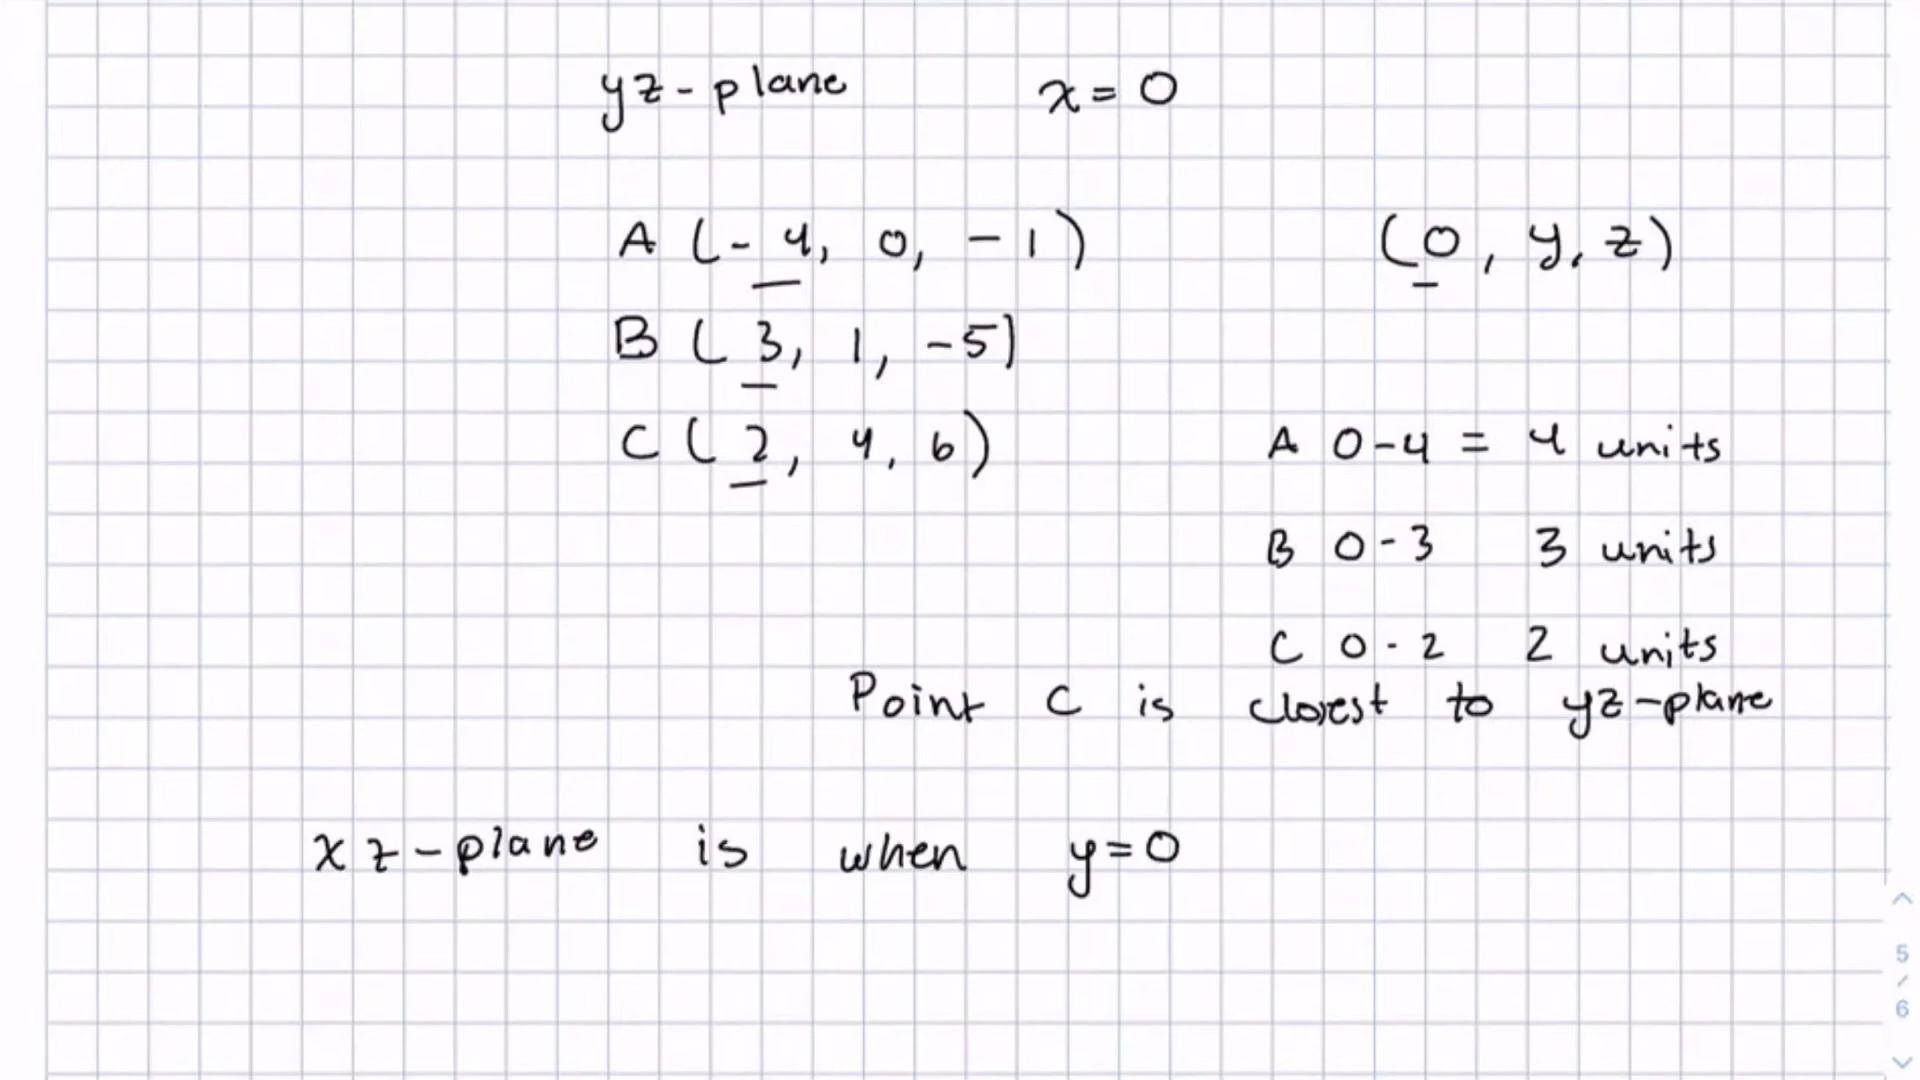 yz-plane x=0
A (-4, 0, -1) (0, y, z)
B (3, 1, -5)
C (2, 4, 6)
A 0-4 = 4 units
B 0-3 3 units
C 0-2 2 units
Point C is closest to yz-plane
xz-plane is when y=0
5
/
6